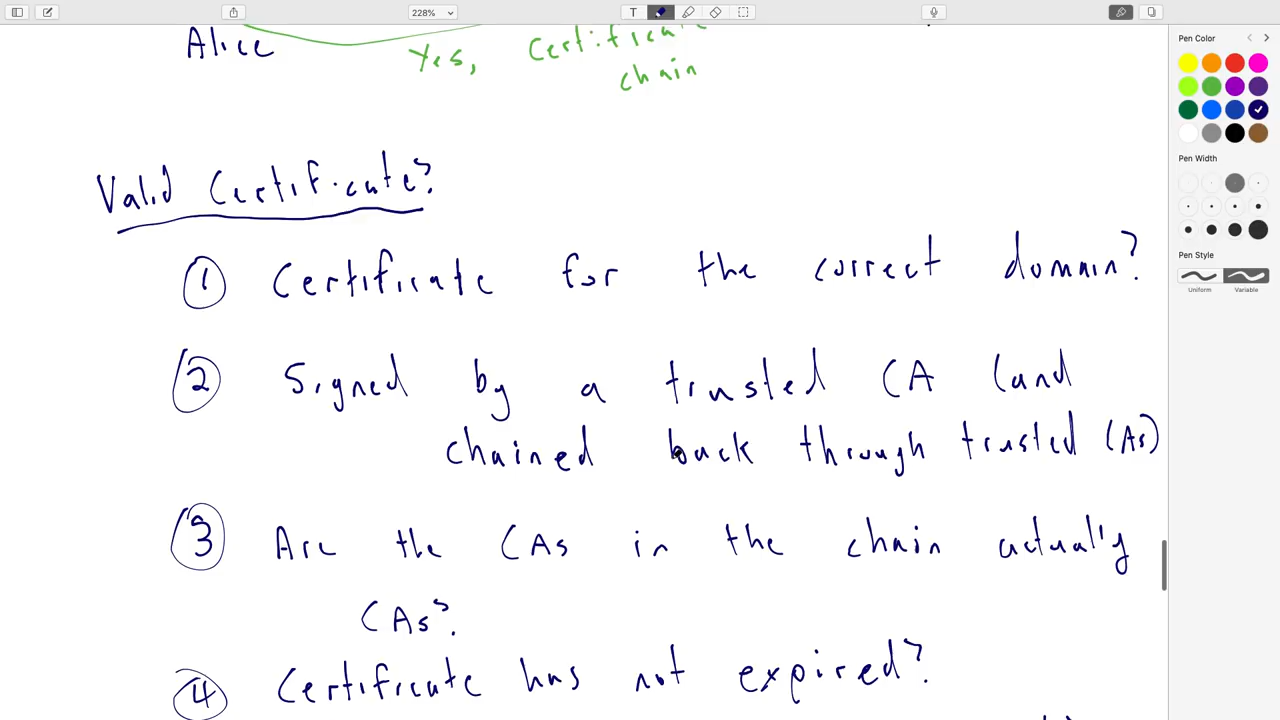 228%
T
Alice
Yes, Certificate
chain
Pen Color
Valid Certificate?
Pen Width
1 Certificate for the correct domain?
Pen Style
Uniform Variable
2 Signed by a trusted CA (and
chained back through trusted CAs)
3 Are the CAs in the chain actually
CAs?
4 Certificate has not expired?